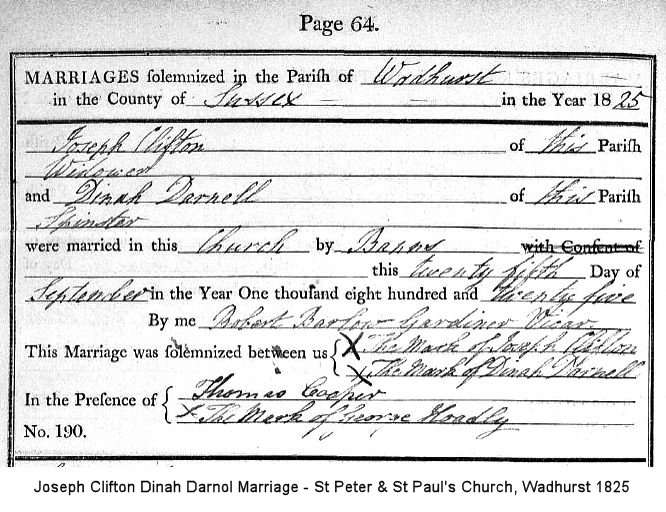 Page 64.
MARRIAGES ſolemnized in the Pariſh of Wadhurst
in the County of Sussex — in the Year 1825
Joseph Clifton of this Pariſh
Widower
and Dinah Darnell of this Pariſh
Spinster
were married in this Church by Banns with Conſent of
this twenty fifth Day of
September in the Year One thouſand eight hundred and twenty five
By me Robert Barlow Gardiner Vicar
This Marriage was ſolemnized between us { X The Mark of Joseph Clifton
X The Mark of Dinah Darnell
In the Preſence of { Thomas Cooper
X The Mark of George Hoadly
No. 190.
Joseph Clifton Dinah Darnol Marriage - St Peter & St Paul's Church, Wadhurst 1825